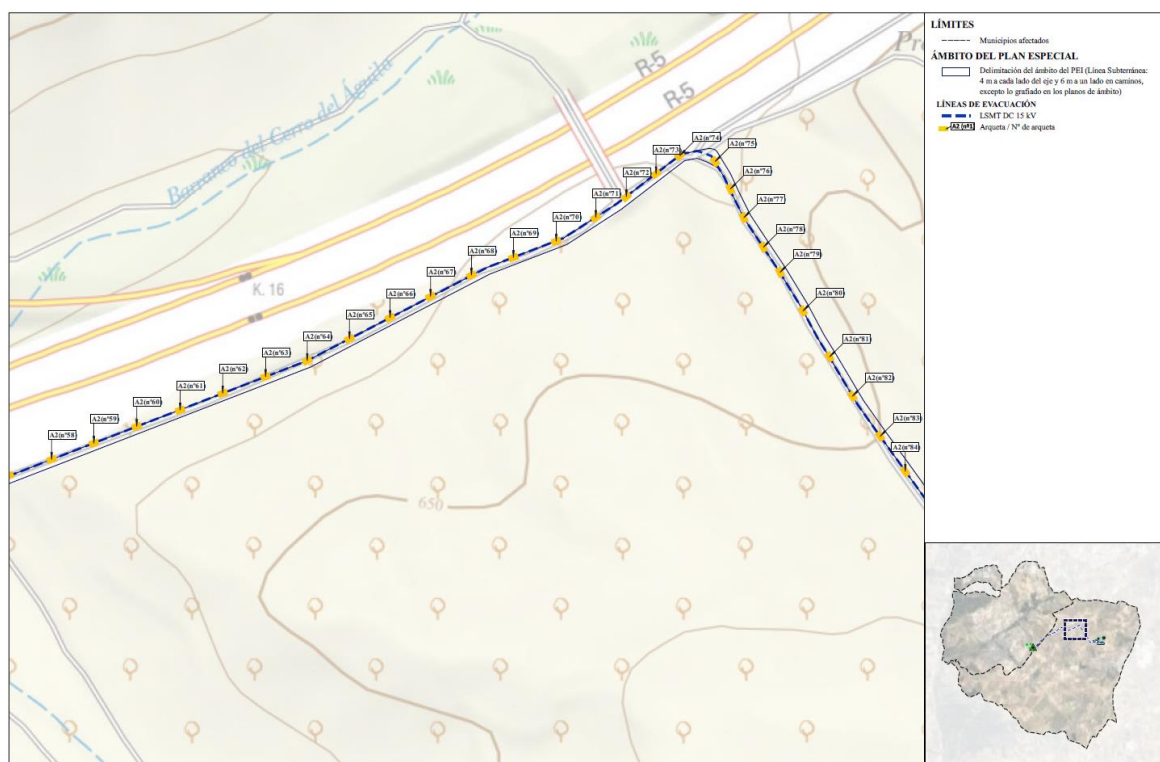 LÍMITES
Municipios afectados
ÁMBITO DEL PLAN ESPECIAL
Delimitación del ámbito del PEI (Línea Subterránea:
4 m a cada lado del eje y 6 m a un lado en caminos,
excepto lo grafiado en los planos de ámbito)
LÍNEAS DE EVACUACIÓN
LSMT DC 15 kV
A2 (nº1)
Arqueta / Nº de arqueta
Barranco del Cerro del Águila
R-5
R-5
K. 16
650
A2(nº58)
A2(nº59)
A2(nº60)
A2(nº61)
A2(nº62)
A2(nº63)
A2(nº64)
A2(nº65)
A2(nº66)
A2(nº67)
A2(nº68)
A2(nº69)
A2(nº70)
A2(nº71)
A2(nº72)
A2(nº73)
A2(nº74)
A2(nº75)
A2(nº76)
A2(nº77)
A2(nº78)
A2(nº79)
A2(nº80)
A2(nº81)
A2(nº82)
A2(nº83)
A2(nº84)